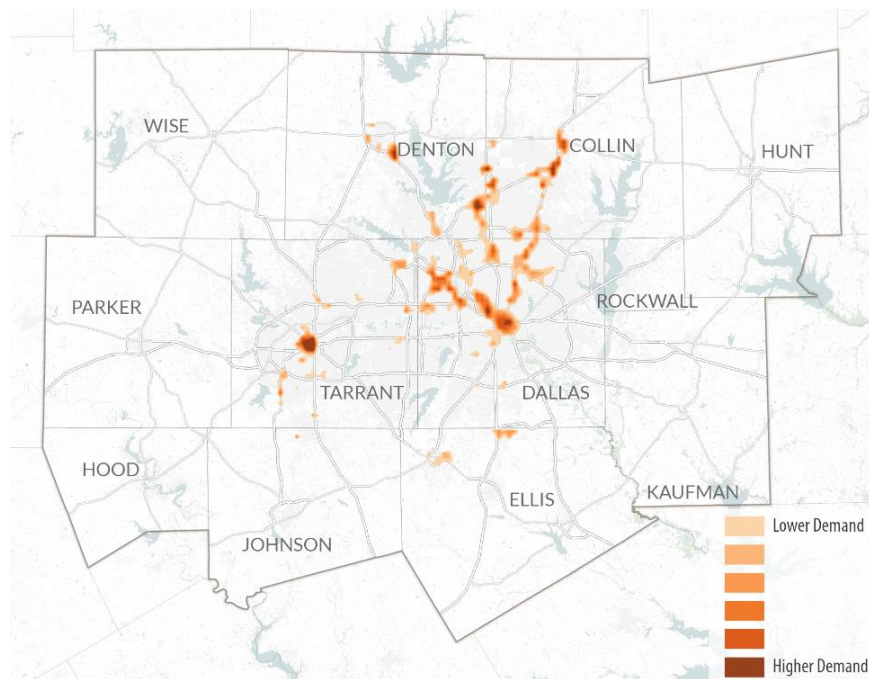 WISE
DENTON
COLLIN
HUNT
PARKER
ROCKWALL
TARRANT
DALLAS
HOOD
ELLIS
KAUFMAN
JOHNSON
Lower Demand
Higher Demand